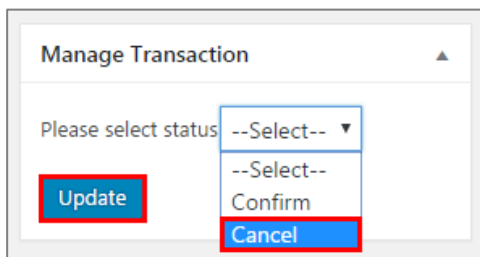 Manage Transaction
Please select status --Select--
--Select--
Update
Confirm
Cancel